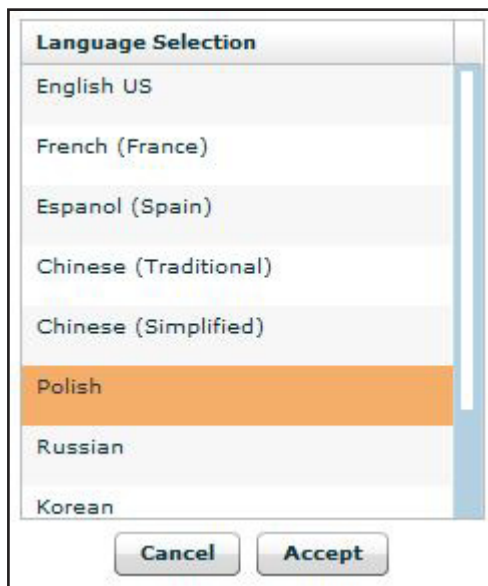 Language Selection
English US
French (France)
Espanol (Spain)
Chinese (Traditional)
Chinese (Simplified)
Polish
Russian
Korean
Cancel
Accept